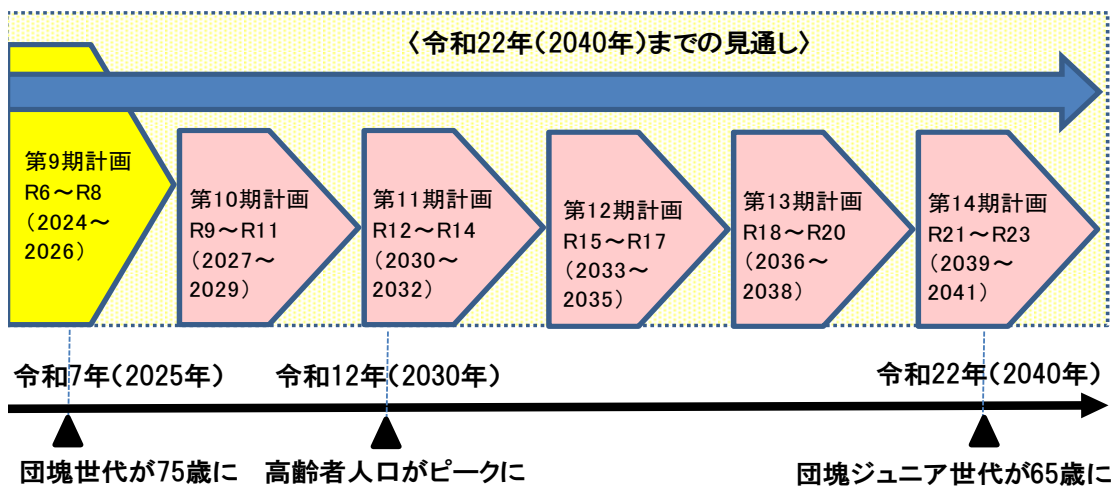 〈令和22年(2040年)までの見通し〉
第9期計画
R6～R8
(2024～
2026)
第10期計画
R9～R11
(2027～
2029)
第11期計画
R12～R14
(2030～
2032)
第12期計画
R15～R17
(2033～
2035)
第13期計画
R18～R20
(2036～
2038)
第14期計画
R21～R23
(2039～
2041)
令和7年(2025年)
令和12年(2030年)
令和22年(2040年)
団塊世代が75歳に
高齢者人口がピークに
団塊ジュニア世代が65歳に